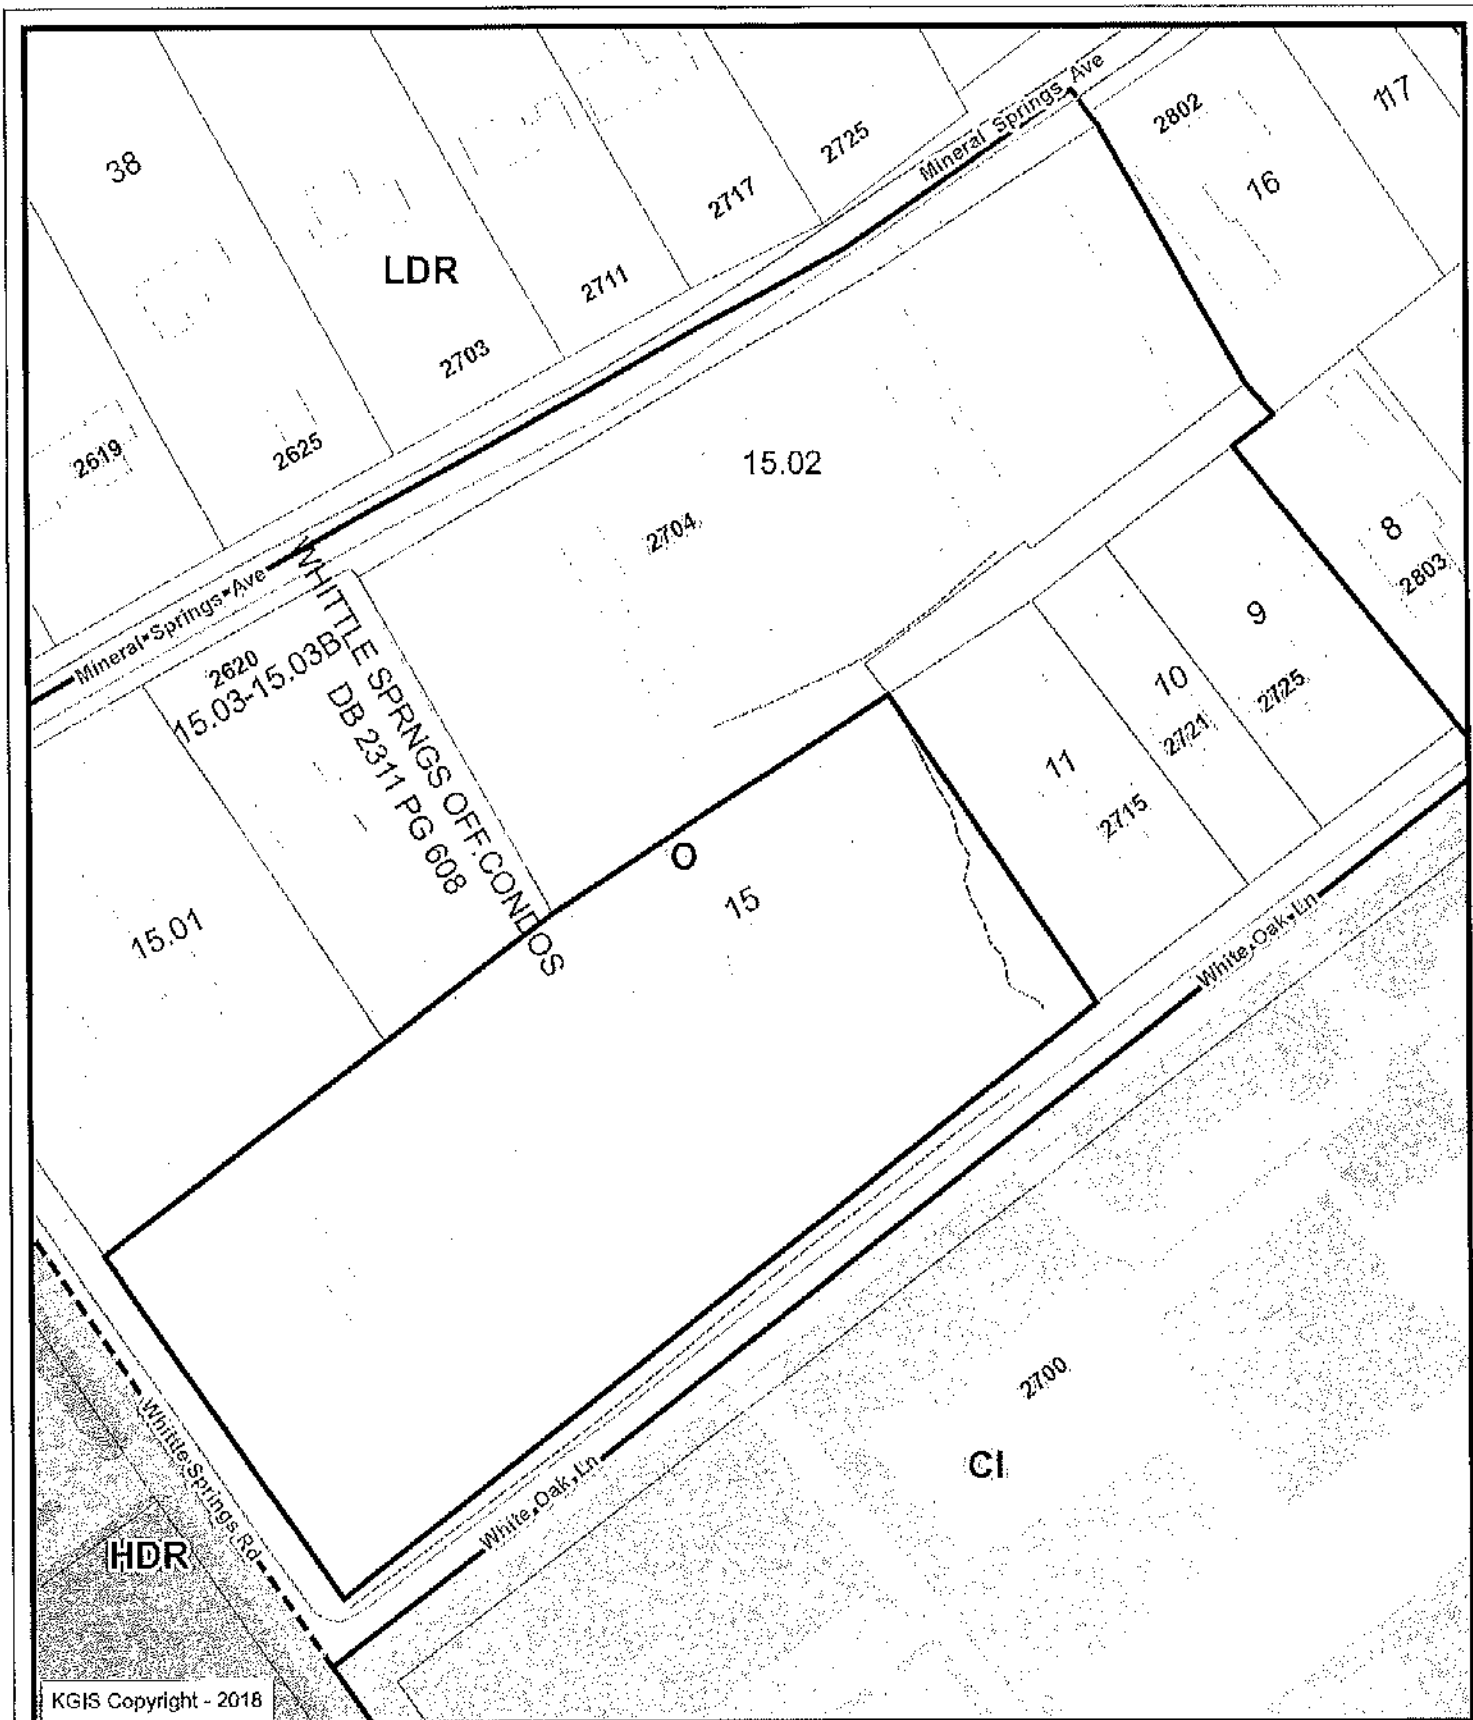 Mineral Springs Ave
2802
117
16
38
2725
2717
LDR
2711
2703
2619
2625
15.02
2704
8
2803
9
Mineral Springs Ave
2620
15.03-15.03B
WHITTLE SPRNGS OFF.CONDOS
DB 2311 PG 608
10
2725
2721
11
2715
O
15
15.01
White Oak Ln
2700
CI
White Oak Ln
Whittle Springs Rd
HDR
KGIS Copyright - 2018